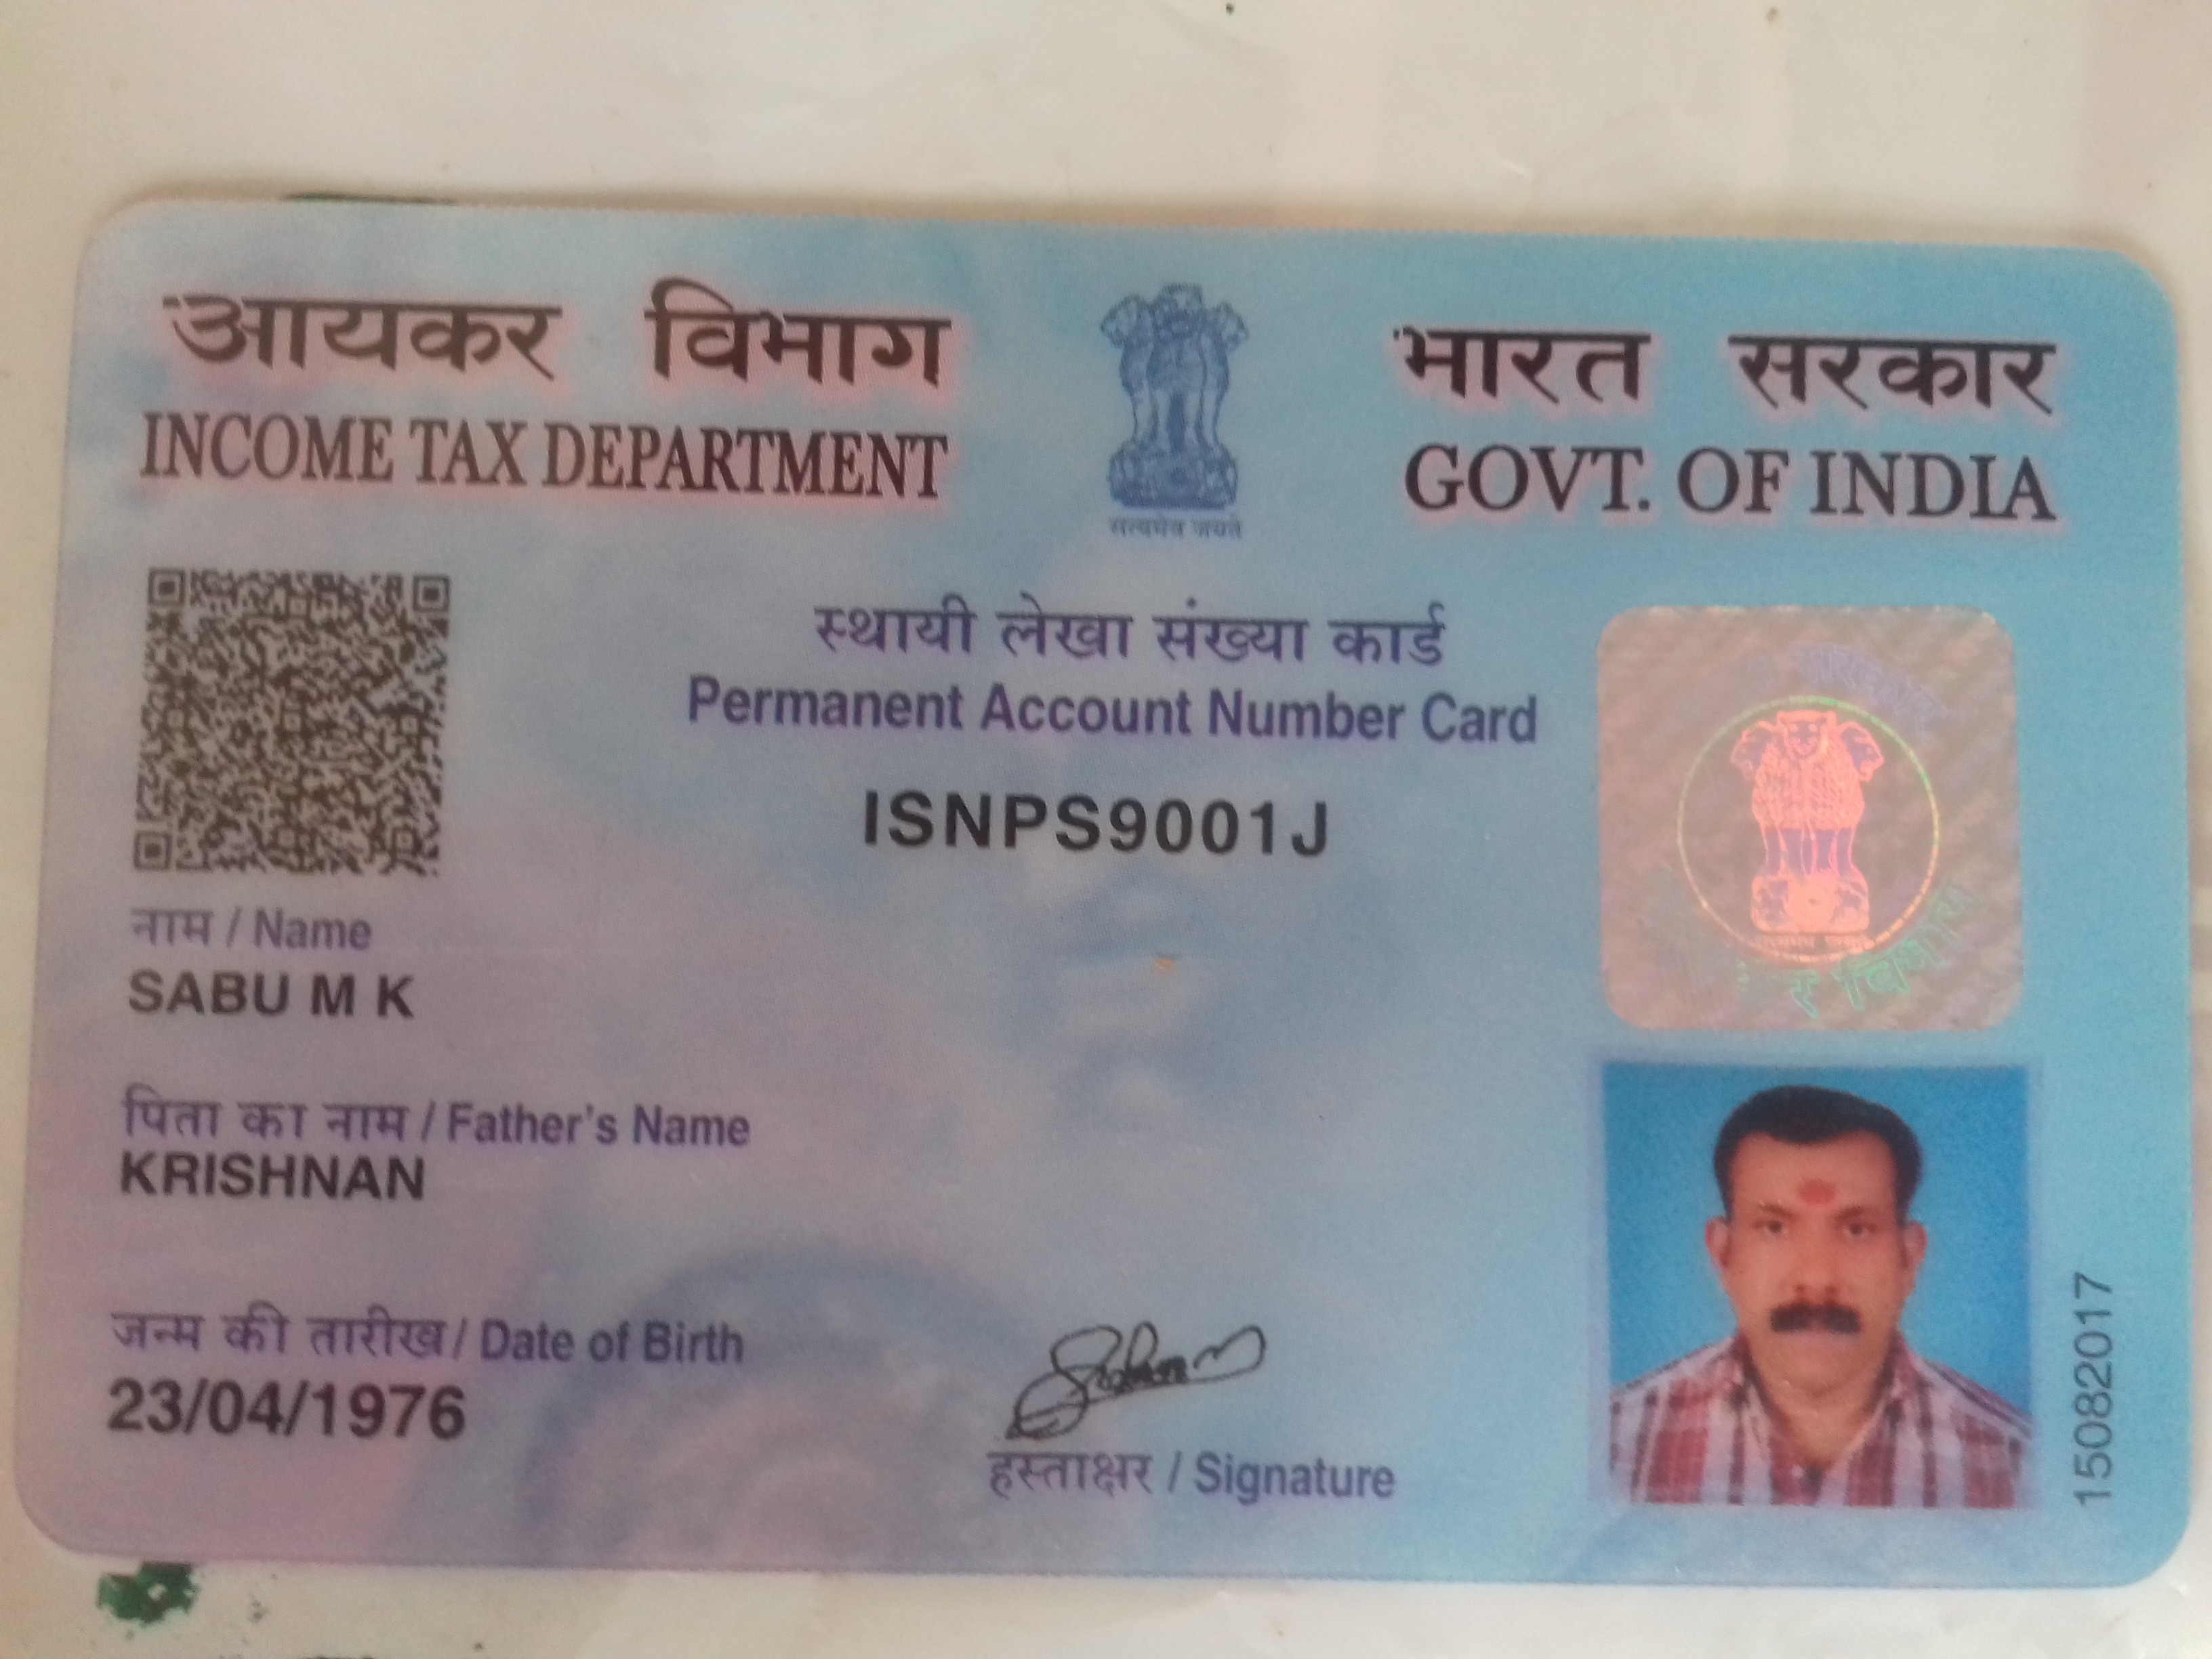 आयकर विभाग
INCOME TAX DEPARTMENT
सत्यमेव जयते
भारत सरकार
GOVT. OF INDIA
स्थायी लेखा संख्या कार्ड
Permanent Account Number Card
ISNPS9001J
नाम / Name
SABU M K
पिता का नाम / Father's Name
KRISHNAN
जन्म की तारीख / Date of Birth
23/04/1976
हस्ताक्षर / Signature
15082017